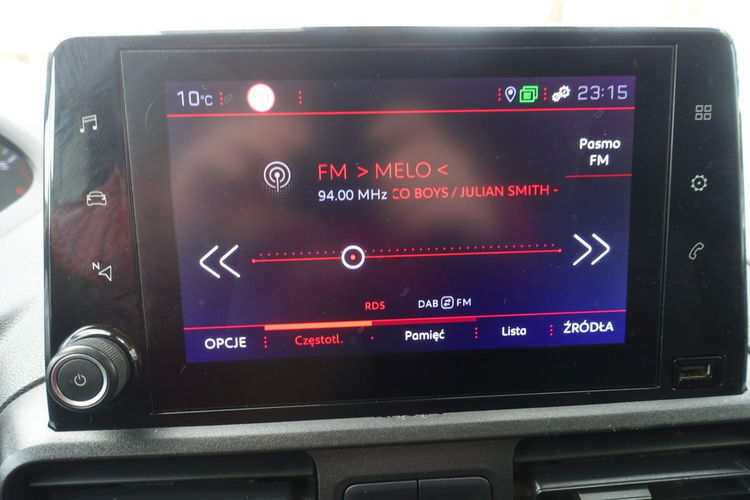 10°C
23:15
Pasmo
FM
FM > MELO <
94.00 MHz CO BOYS / JULIAN SMITH -
N
RDS
DAB FM
OPCJE Częstotl. Pamięć Lista ŹRÓDŁA